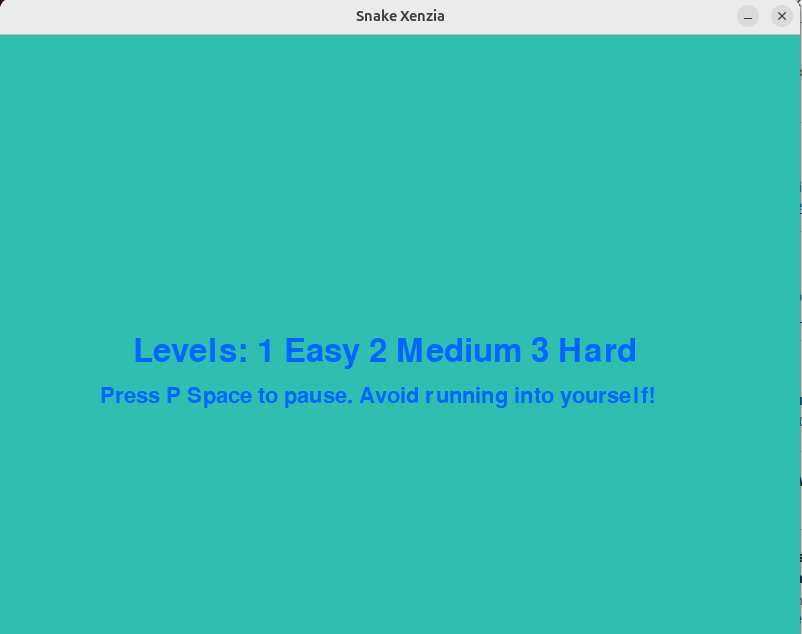 Snake Xenzia
Levels: 1 Easy 2 Medium 3 Hard
Press P Space to pause. Avoid running into yourself!